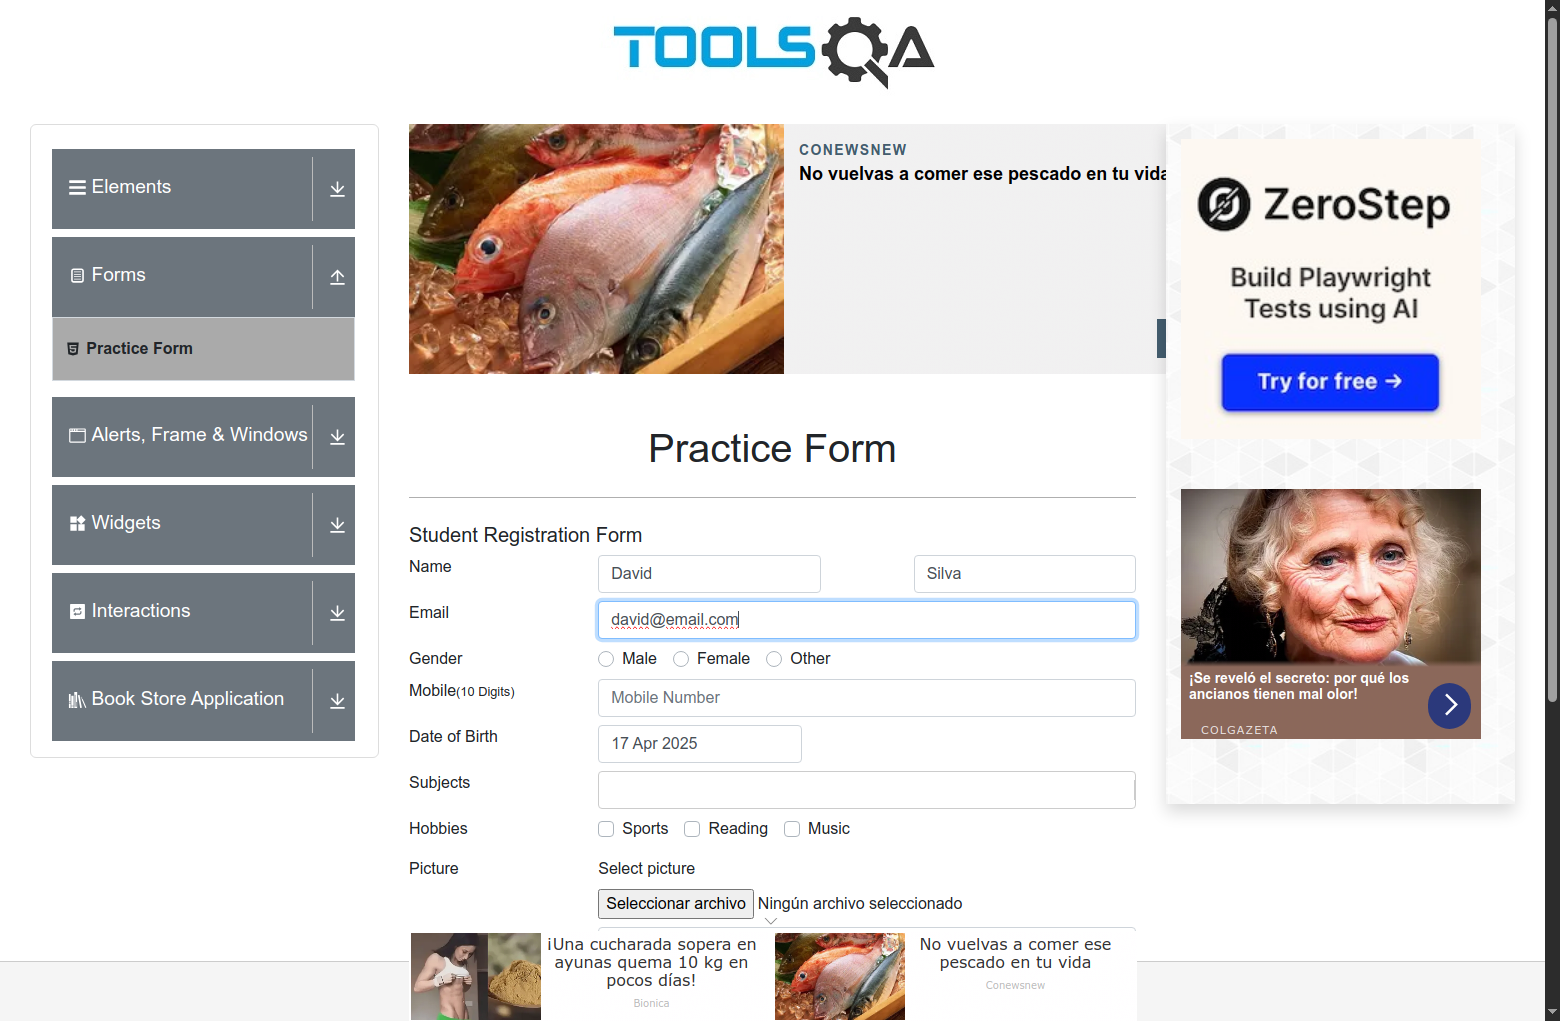 TOOLSQA
Elements
Forms
Practice Form
Alerts, Frame & Windows
Widgets
Interactions
Book Store Application
CONEWSNEW
No vuelvas a comer ese pescado en tu vida
Practice Form
Student Registration Form
Name
David
Silva
Email
david@email.com
Gender
Male
Female
Other
Mobile(10 Digits)
Mobile Number
Date of Birth
17 Apr 2025
Subjects
Hobbies
Sports
Reading
Music
Picture
Select picture
Seleccionar archivo
Ningún archivo seleccionado
¡Una cucharada sopera en
ayunas quema 10 kg en
pocos días!
Bionica
No vuelvas a comer ese
pescado en tu vida
Conewsnew
ZeroStep
Build Playwright
Tests using AI
Try for free →
¡Se reveló el secreto: por qué los
ancianos tienen mal olor!
COLGAZETA